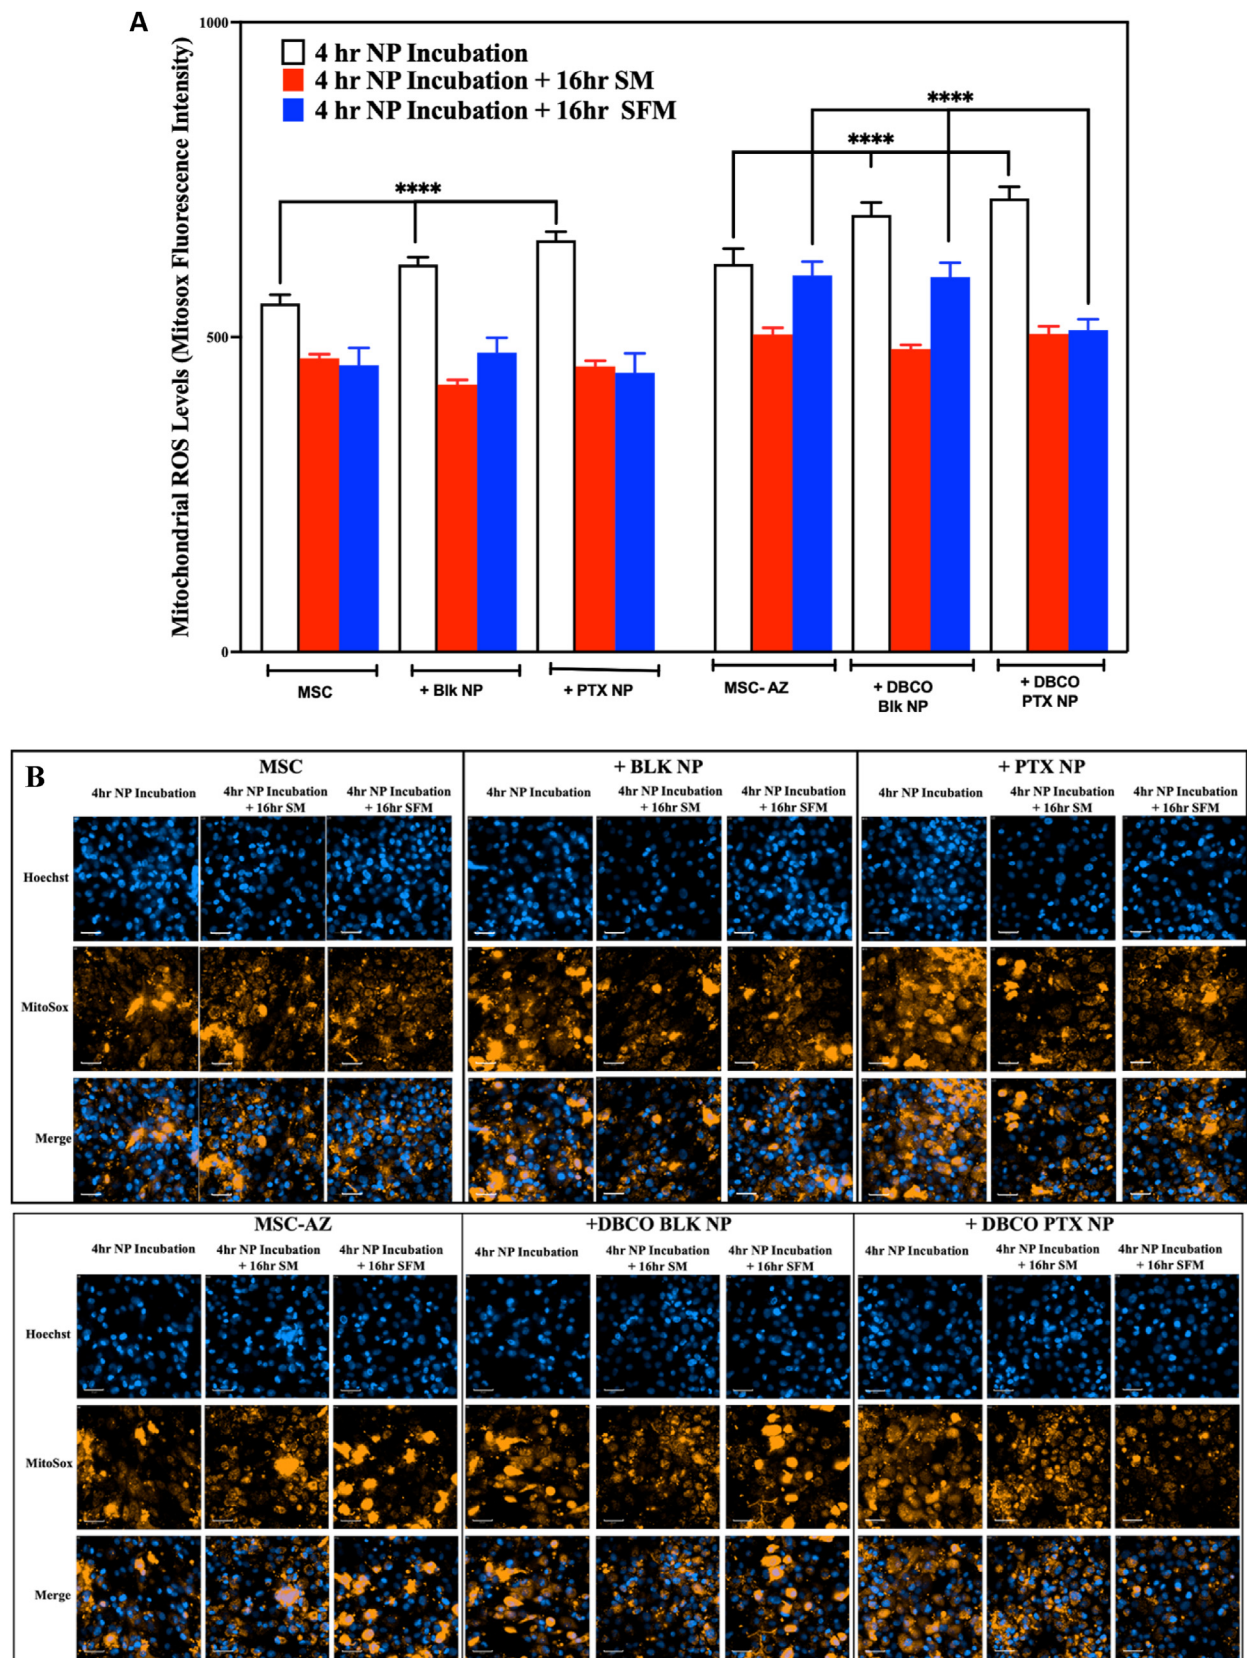 A
1000
4 hr NP Incubation
4 hr NP Incubation + 16hr SM
4 hr NP Incubation + 16hr SFM
****
****
****
Mitochondrial ROS Levels (Mitosox Fluorescence Intensity)
500
0
MSC
+ Blk NP
+ PTX NP
MSC- AZ
+ DBCO
Blk NP
+ DBCO
PTX NP
B
MSC
+ BLK NP
+ PTX NP
4hr NP Incubation
4hr NP Incubation
+ 16hr SM
4hr NP Incubation
+ 16hr SFM
4hr NP Incubation
4hr NP Incubation
+ 16hr SM
4hr NP Incubation
+ 16hr SFM
4hr NP Incubation
4hr NP Incubation
+ 16hr SM
4hr NP Incubation
+ 16hr SFM
Hoechst
MitoSox
Merge
MSC-AZ
+DBCO BLK NP
+ DBCO PTX NP
4hr NP Incubation
4hr NP Incubation
+ 16hr SM
4hr NP Incubation
+ 16hr SFM
4hr NP Incubation
4hr NP Incubation
+ 16hr SM
4hr NP Incubation
+ 16hr SFM
4hr NP Incubation
4hr NP Incubation
+ 16hr SM
4hr NP Incubation
+ 16hr SFM
Hoechst
MitoSox
Merge